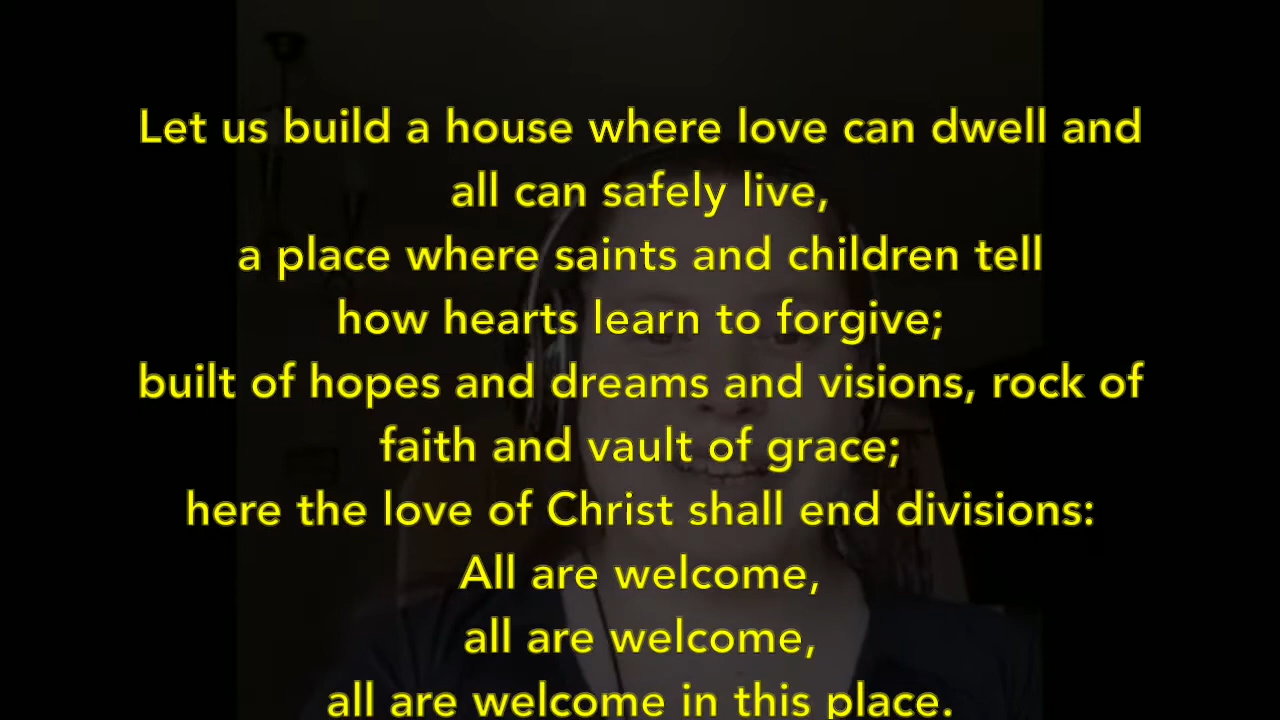 Let us build a house where love can dwell and
all can safely live,
a place where saints and children tell
how hearts learn to forgive;
built of hopes and dreams and visions, rock of
faith and vault of grace;
here the love of Christ shall end divisions:
All are welcome,
all are welcome,
all are welcome in this place.